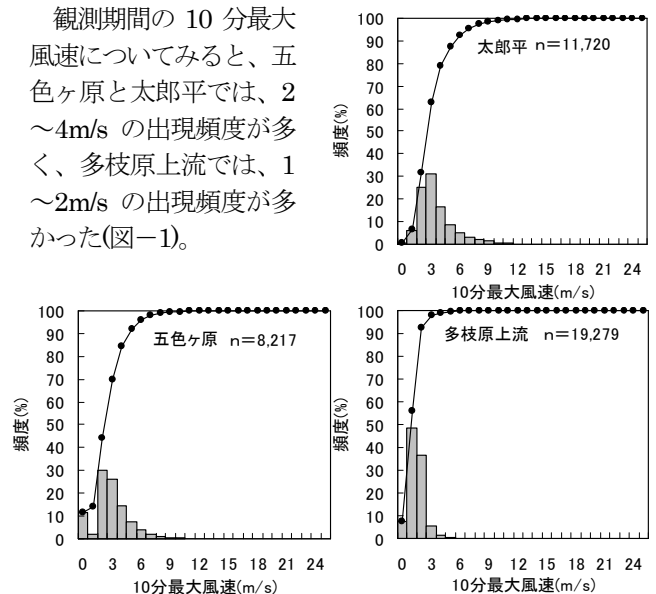 観測期間の 10 分最大
風速についてみると、五
色ヶ原と太郎平では、2
～4m/s の出現頻度が多
く、多枝原上流では、1
～2m/s の出現頻度が多
かった(図－1)。
100
90
80
70
60
50
40
30
20
10
0
頻度(%)
太郎平 n=11,720
0 3 6 9 12 15 18 21 24
10分最大風速(m/s)
100
90
80
70
60
50
40
30
20
10
0
頻度(%)
五色ヶ原 n=8,217
0 3 6 9 12 15 18 21 24
10分最大風速(m/s)
100
90
80
70
60
50
40
30
20
10
0
頻度(%)
多枝原上流 n=19,279
0 3 6 9 12 15 18 21 24
10分最大風速(m/s)